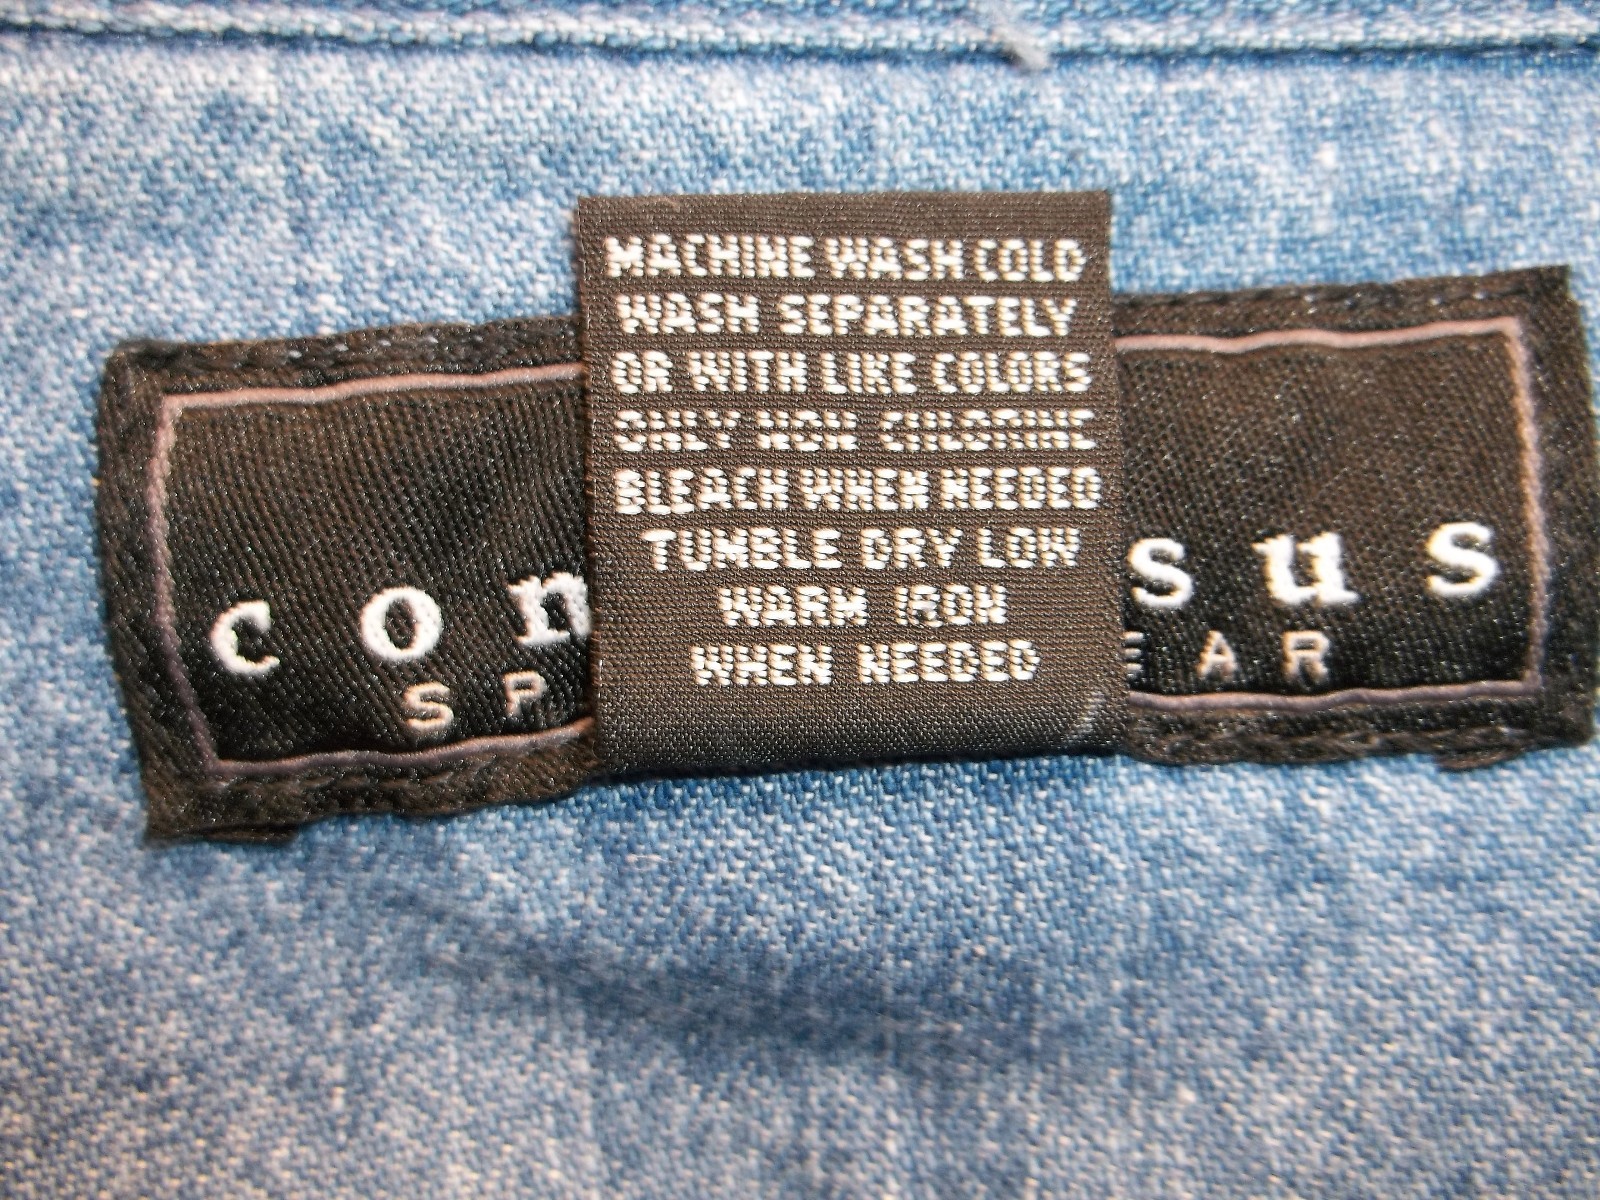 MACHINE WASH COLD
WASH SEPARATELY
OR WITH LIKE COLORS
ONLY NON CHLORINE
BLEACH WHEN NEEDED
TUMBLE DRY LOW
WARM IRON
WHEN NEEDED
con sus
SP EAR